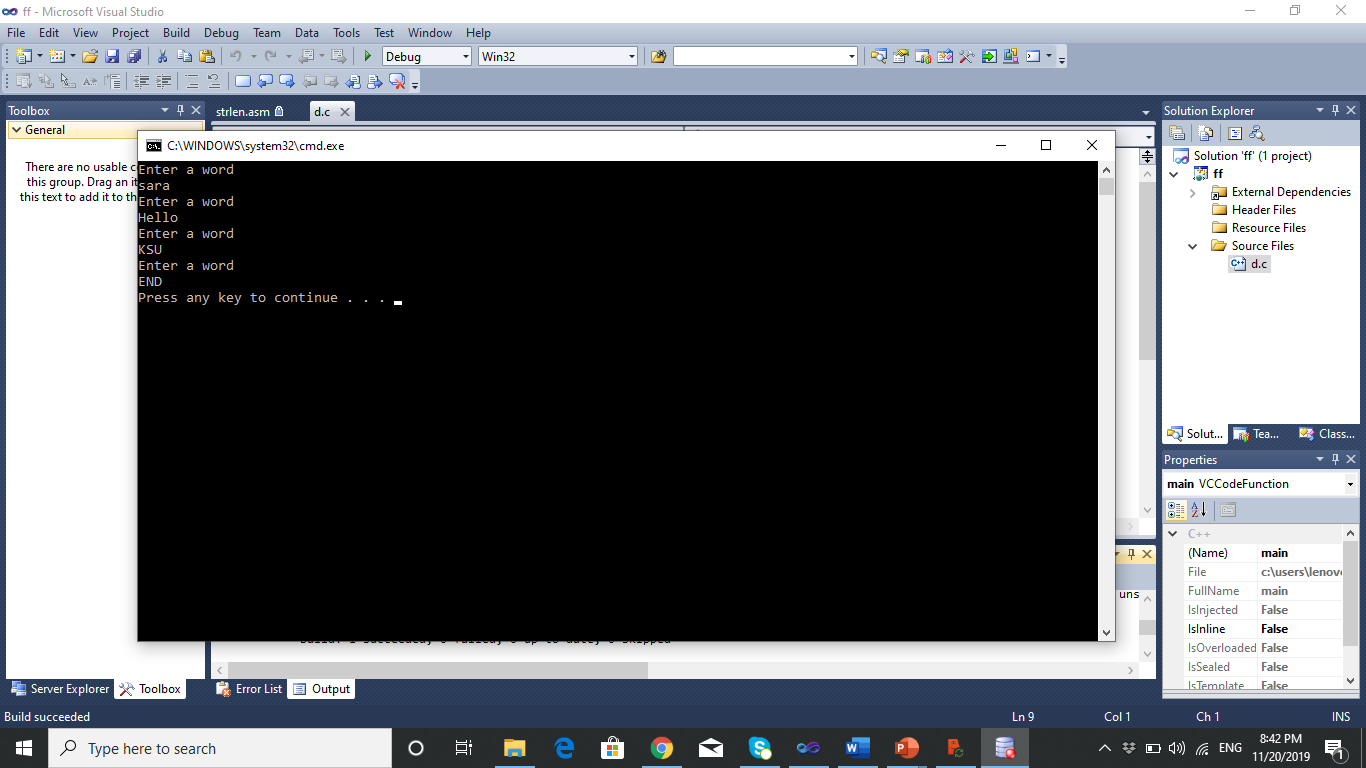 ff - Microsoft Visual Studio
File Edit View Project Build Debug Team Data Tools Test Window Help
Debug Win32
Toolbox
strlen.asm d.c
Solution Explorer
General
There are no usable
this group. Drag an
this text to add it to
C:\WINDOWS\system32\cmd.exe
Enter a word
sara
Enter a word
Hello
Enter a word
KSU
Enter a word
END
Press any key to continue . . .
Solution 'ff' (1 project)
ff
External Dependencies
Header Files
Resource Files
Source Files
d.c
Solut... Tea... Class...
Properties
main VCCodeFunction
C++
(Name) main
File c:\users\lenov
FullName main
IsInjected False
IsInline False
IsOverloaded False
IsSealed False
IsTemplate False
uns
Server Explorer Toolbox
Error List Output
Build succeeded Ln 9 Col 1 Ch 1 INS
Type here to search
ENG
8:42 PM
11/20/2019
1